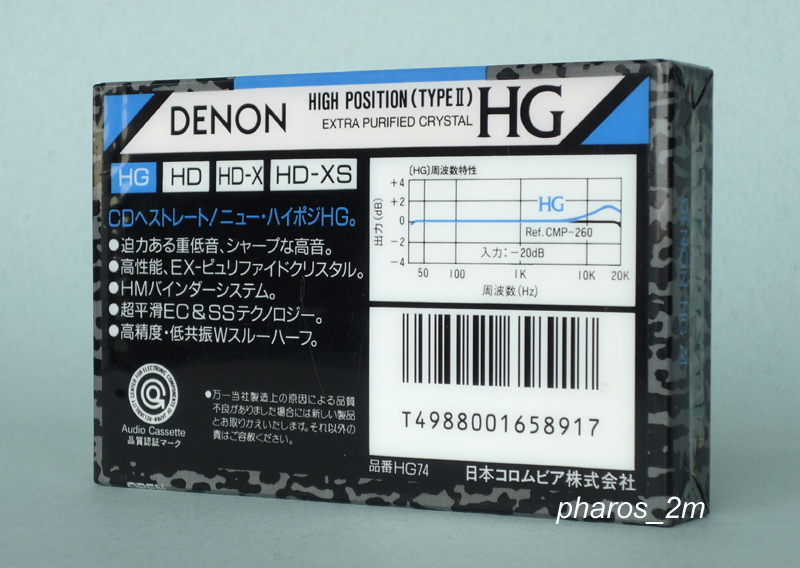 DENON
HIGH POSITION (TYPE II)
EXTRA PURIFIED CRYSTAL
HG
HG HD HD-X HD-XS
CDへストレート/ニュー・ハイポジHG。
●迫力ある重低音、シャープな高音。
●高性能、EX-ピュリファイドクリスタル。
●HMバインダーシステム。
●超平滑EC&SSテクノロジー。
●高精度・低共振Wスルーハーフ。
Audio Cassette
品質認証マーク
●万一当社製造上の原因による品質
不良がありました場合には新しい製品
とお取りかえいたします。それ以外の
責はご容赦ください。
[HG]周波数特性
出力(dB)
+4
+2
0
-2
-4
HG
Ref. CMP-260
入力:-20dB
50 100 1K 10K 20K
周波数(Hz)
T4988001658917
品番HG74
日本コロムビア株式会社
DENON HG 74
OPEN
pharos_2m